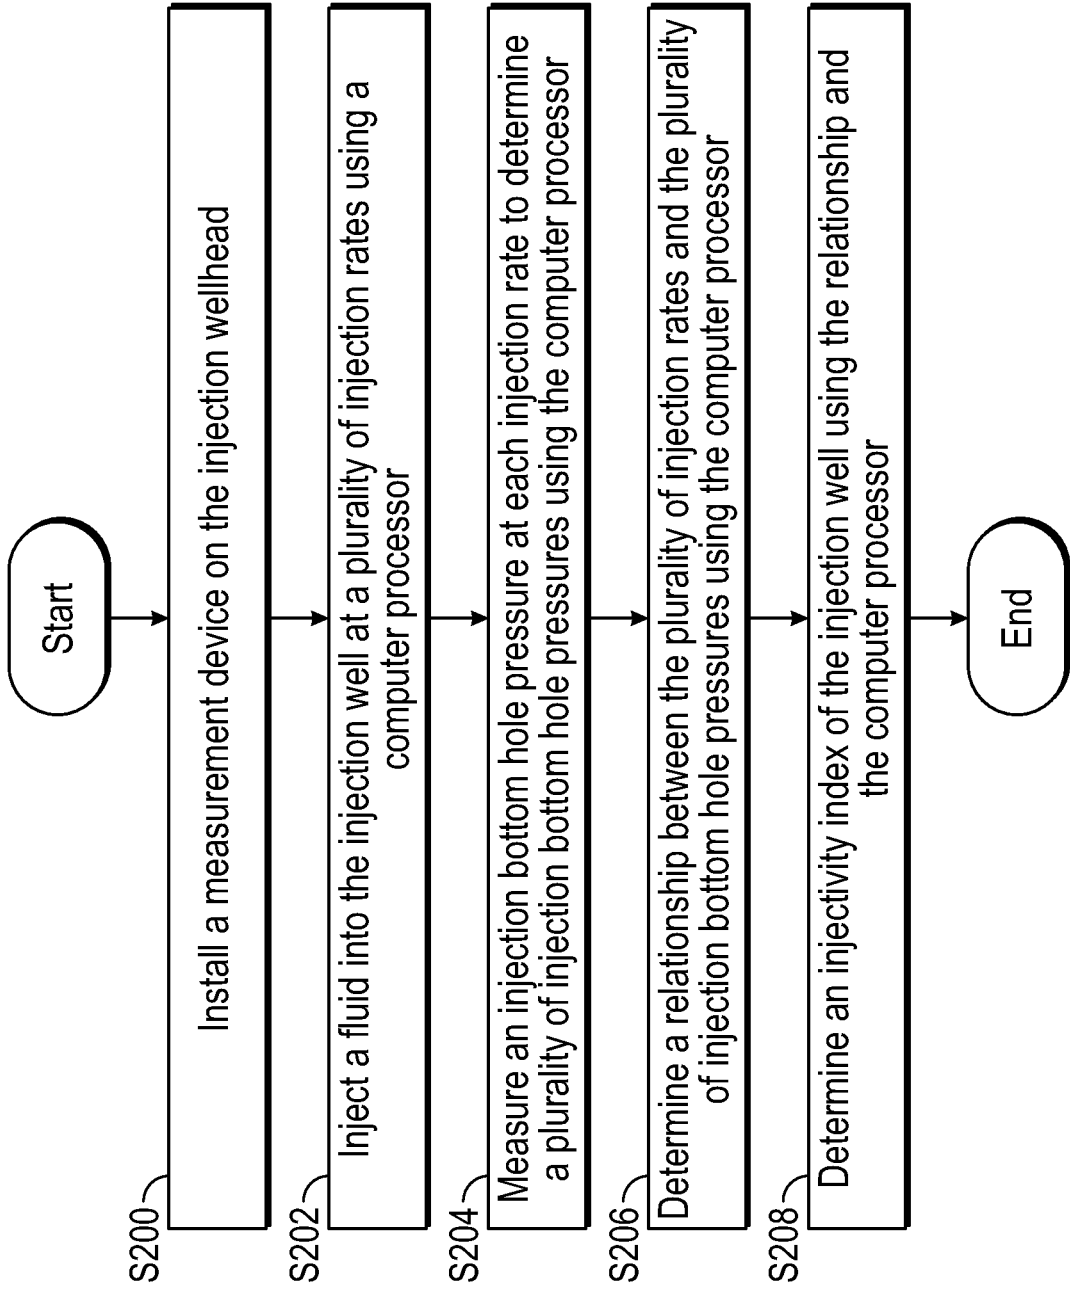 Start
S200
Install a measurement device on the injection wellhead
S202
Inject a fluid into the injection well at a plurality of injection rates using a
computer processor
S204
Measure an injection bottom hole pressure at each injection rate to determine
a plurality of injection bottom hole pressures using the computer processor
S206
Determine a relationship between the plurality of injection rates and the plurality
of injection bottom hole pressures using the computer processor
S208
Determine an injectivity index of the injection well using the relationship and
the computer processor
End